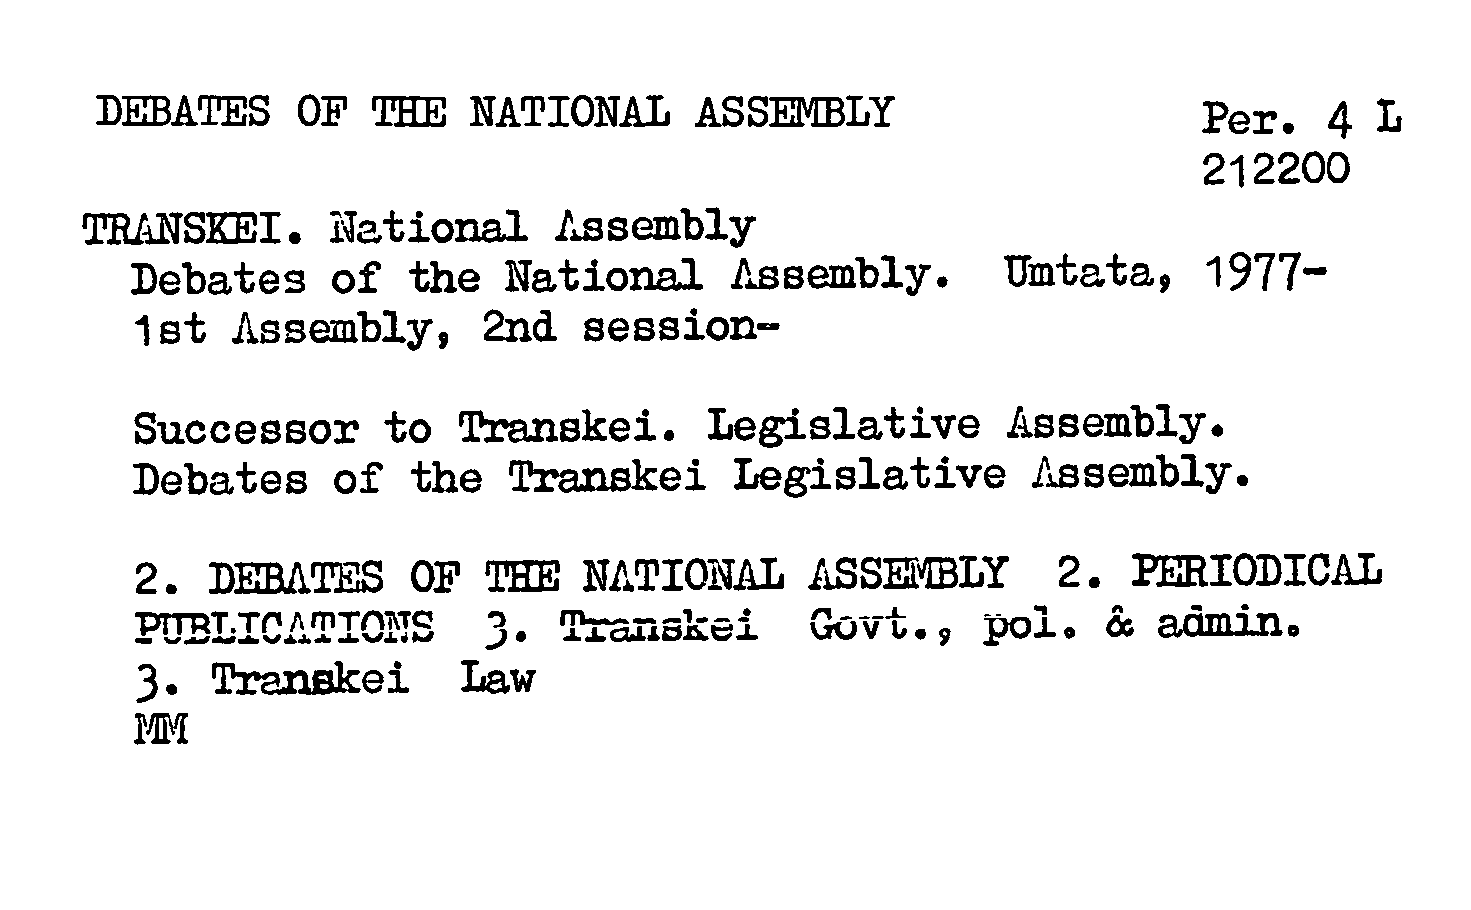 DEBATES OF THE NATIONAL ASSEMBLY
Per. 4 L
212200
TRANSKEI. National Assembly
Debates of the National Assembly. Umtata, 1977-
1st Assembly, 2nd session-
Successor to Transkei. Legislative Assembly.
Debates of the Transkei Legislative Assembly.
2. DEBATES OF THE NATIONAL ASSEMBLY 2. PERIODICAL
PUBLICATIONS 3. Transkei Govt., pol. & admin.
3. Transkei Law
MM